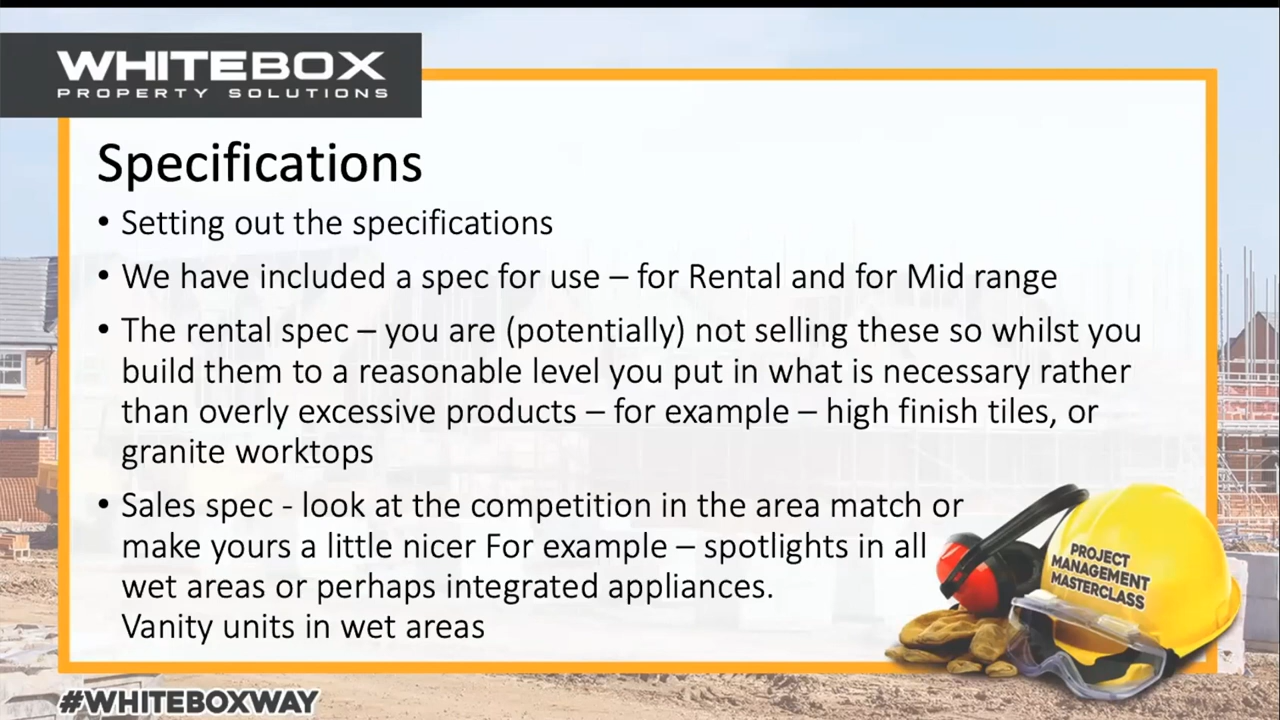 WHITEBOX
PROPERTY SOLUTIONS
Specifications
• Setting out the specifications
• We have included a spec for use – for Rental and for Mid range
• The rental spec – you are (potentially) not selling these so whilst you
build them to a reasonable level you put in what is necessary rather
than overly excessive products – for example – high finish tiles, or
granite worktops
• Sales spec - look at the competition in the area match or
make yours a little nicer For example – spotlights in all
wet areas or perhaps integrated appliances.
Vanity units in wet areas
PROJECT
MANAGEMENT
MASTERCLASS
#WHITEBOXWAY